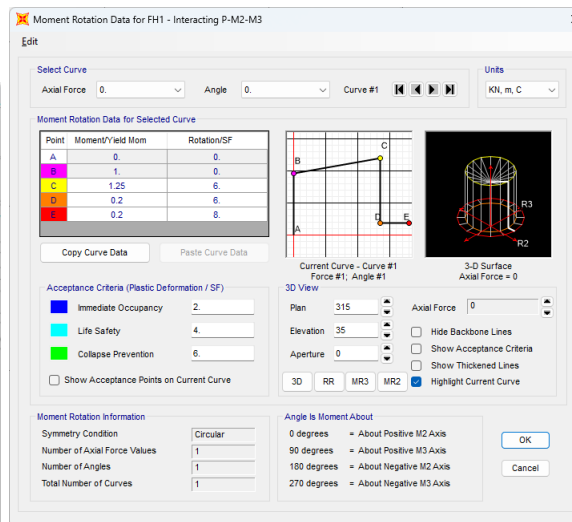 Moment Rotation Data for FH1 - Interacting P-M2-M3
Edit
Select Curve
Axial Force 0. Angle 0. Curve #1
Units
KN, m, C
Moment Rotation Data for Selected Curve
Point Moment/Yield Mom Rotation/SF
A 0. 0.
B 1. 0.
C 1.25 6.
D 0.2 6.
E 0.2 8.
Copy Curve Data Paste Curve Data
A
B
C
D
E
Current Curve - Curve #1
Force #1; Angle #1
R3
R2
3-D Surface
Axial Force = 0
Acceptance Criteria (Plastic Deformation / SF)
Immediate Occupancy 2.
Life Safety 4.
Collapse Prevention 6.
Show Acceptance Points on Current Curve
3D View
Plan 315
Elevation 35
Aperture 0
3D RR MR3 MR2
Axial Force 0
Hide Backbone Lines
Show Acceptance Criteria
Show Thickened Lines
Highlight Current Curve
Moment Rotation Information
Symmetry Condition Circular
Number of Axial Force Values 1
Number of Angles 1
Total Number of Curves 1
Angle Is Moment About
0 degrees = About Positive M2 Axis
90 degrees = About Positive M3 Axis
180 degrees = About Negative M2 Axis
270 degrees = About Negative M3 Axis
OK
Cancel